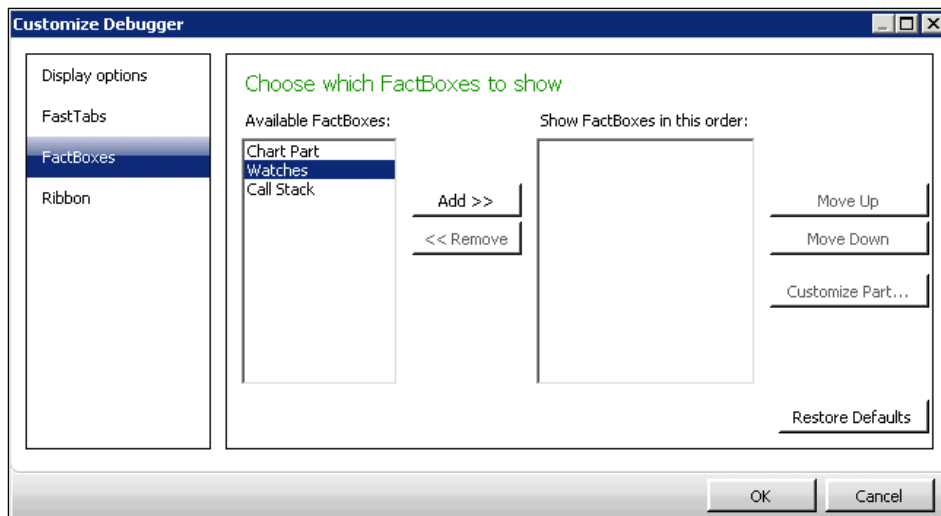 Customize Debugger
Display options
FastTabs
FactBoxes
Ribbon
Choose which FactBoxes to show
Available FactBoxes:
Chart Part
Watches
Call Stack
Add >>
<< Remove
Show FactBoxes in this order:
Move Up
Move Down
Customize Part...
Restore Defaults
OK
Cancel